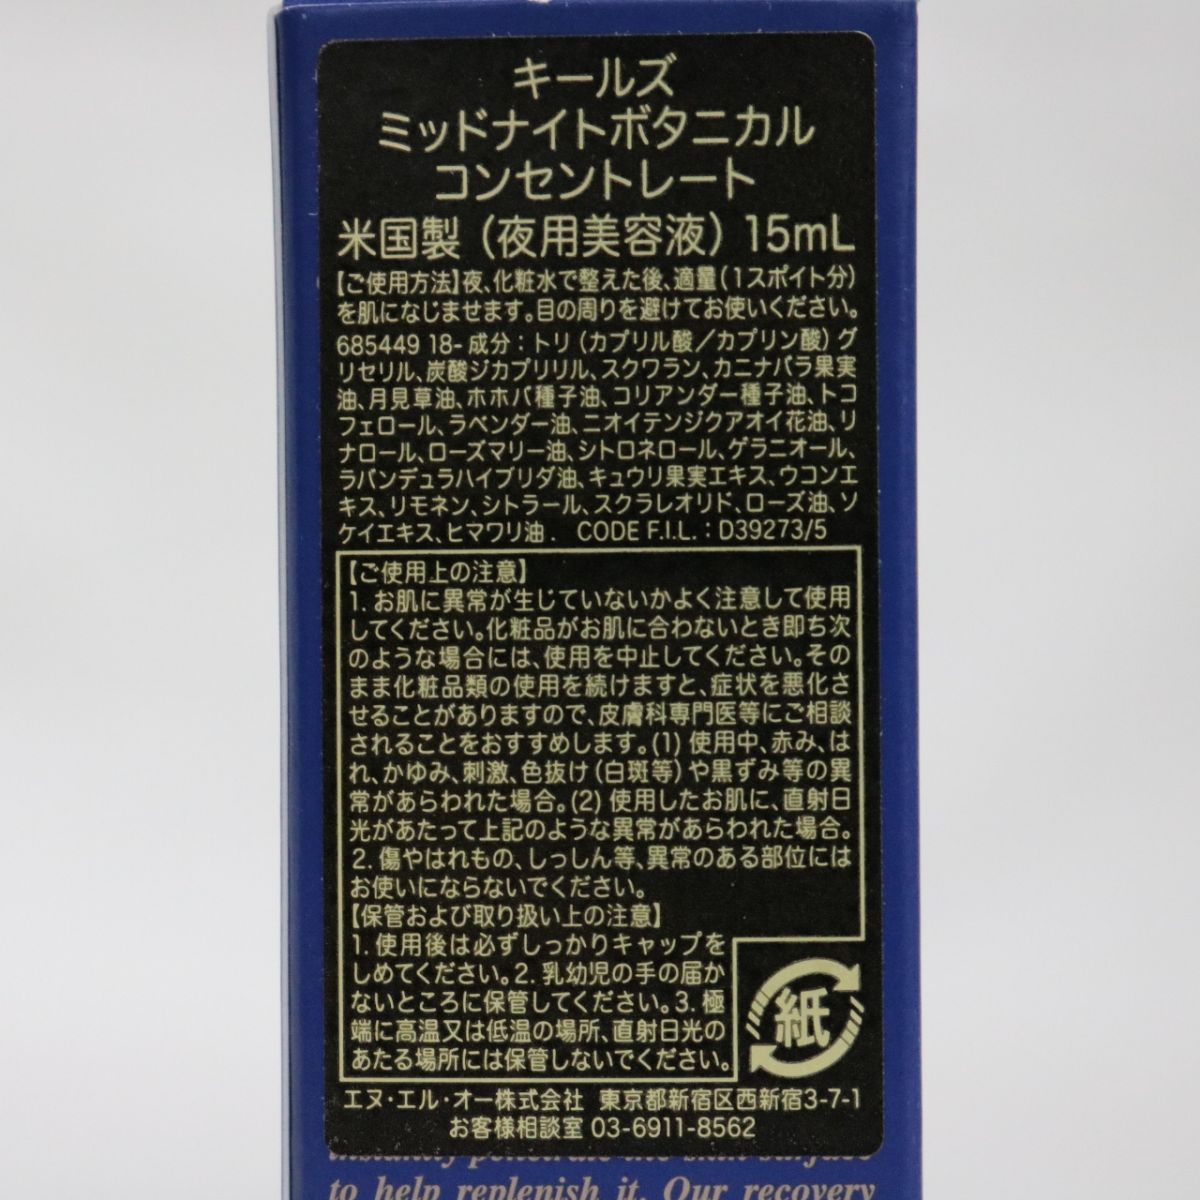 キールズ
ミッドナイトボタニカル
コンセントレート
米国製（夜用美容液）15mL
【ご使用方法】夜、化粧水で整えた後、適量（1スポイト分）
を肌になじませます。目の周りを避けてお使いください。
685449 18- 成分：トリ（カプリル酸／カプリン酸）グ
リセリル、炭酸ジカプリリル、スクワラン、カニナバラ果実
油、月見草油、ホホバ種子油、コリアンダー種子油、トコ
フェロール、ラベンダー油、ニオイテンジクアオイ花油、リ
ナロール、ローズマリー油、シトロネロール、ゲラニオール、
ラバンデュラハイブリダ油、キュウリ果実エキス、ウコンエ
キス、リモネン、シトラール、スクラレオリド、ローズ油、ソ
ケイエキス、ヒマワリ油． CODE F.I.L.：D39273/5
【ご使用上の注意】
1. お肌に異常が生じていないかよく注意して使用
してください。化粧品がお肌に合わないとき即ち次
のような場合には、使用を中止してください。その
まま化粧品類の使用を続けますと、症状を悪化さ
せることがありますので、皮膚科専門医等にご相談
されることをおすすめします。(1) 使用中、赤み、は
れ、かゆみ、刺激、色抜け（白斑等）や黒ずみ等の異
常があらわれた場合。(2) 使用したお肌に、直射日
光があたって上記のような異常があらわれた場合。
2. 傷やはれもの、しっしん等、異常のある部位には
お使いにならないでください。
【保管および取り扱い上の注意】
1. 使用後は必ずしっかりキャップを
しめてください。2. 乳幼児の手の届か
ないところに保管してください。3. 極
端に高温又は低温の場所、直射日光の
あたる場所には保管しないでください。
紙
エヌ・エル・オー株式会社 東京都新宿区西新宿3-7-1
お客様相談室 03-6911-8562
to help replenish it. Our recovery